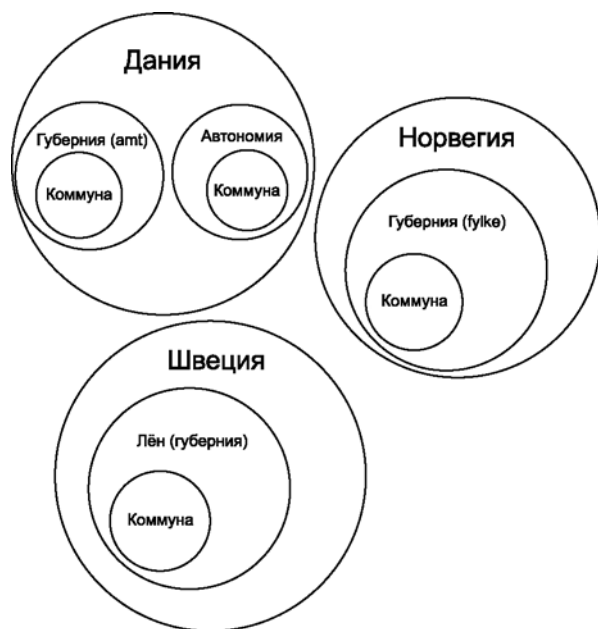 Дания
Губерния (amt)
Коммуна
Автономия
Коммуна
Норвегия
Губерния (fylke)
Коммуна
Швеция
Лён (губерния)
Коммуна